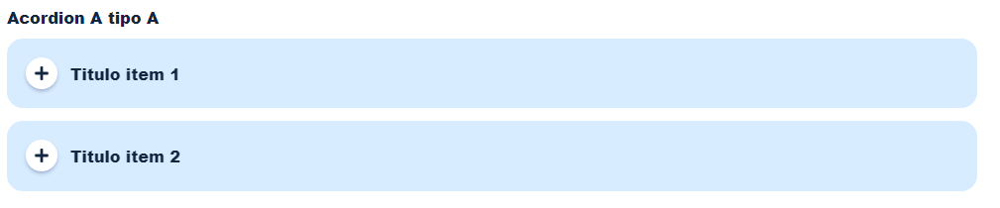 Acordion A tipo A
Titulo item 1
Titulo item 2